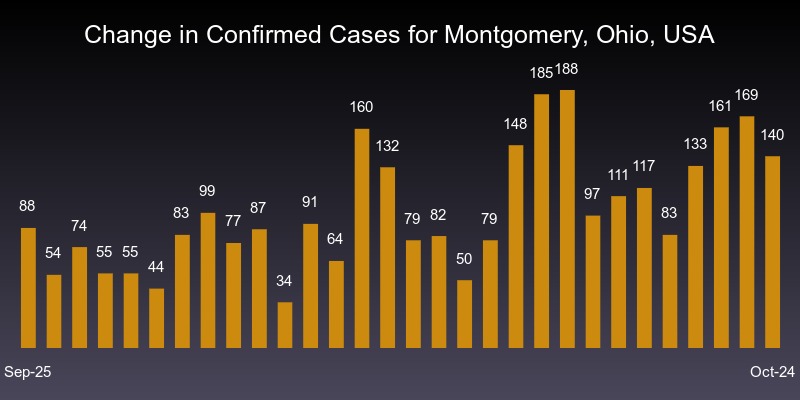 Change in Confirmed Cases for Montgomery, Ohio, USA
88 54 74 55 55 44 83 99 77 87 34 91 64 160 132 79 82 50 79 148 185 188 97 111 117 83 133 161 169 140
Sep-25 Oct-24